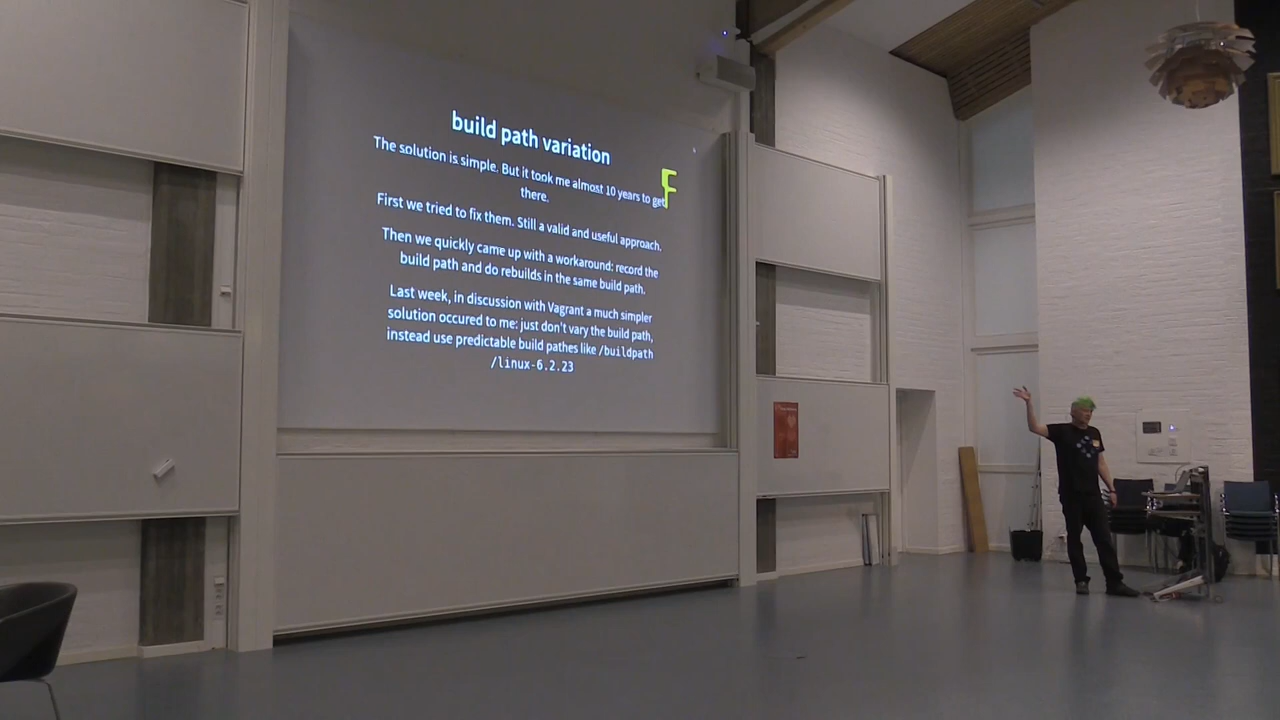 build path variation
The solution is simple. But it took me almost 10 years to get
there.
First we tried to fix them. Still a valid and useful approach.
Then we quickly came up with a workaround: record the
build path and do rebuilds in the same build path.
Last week, in discussion with Vagrant a much simpler
solution occured to me: just don't vary the build path,
instead use predictable build pathes like /buildpath
/linux-6.2.23
F